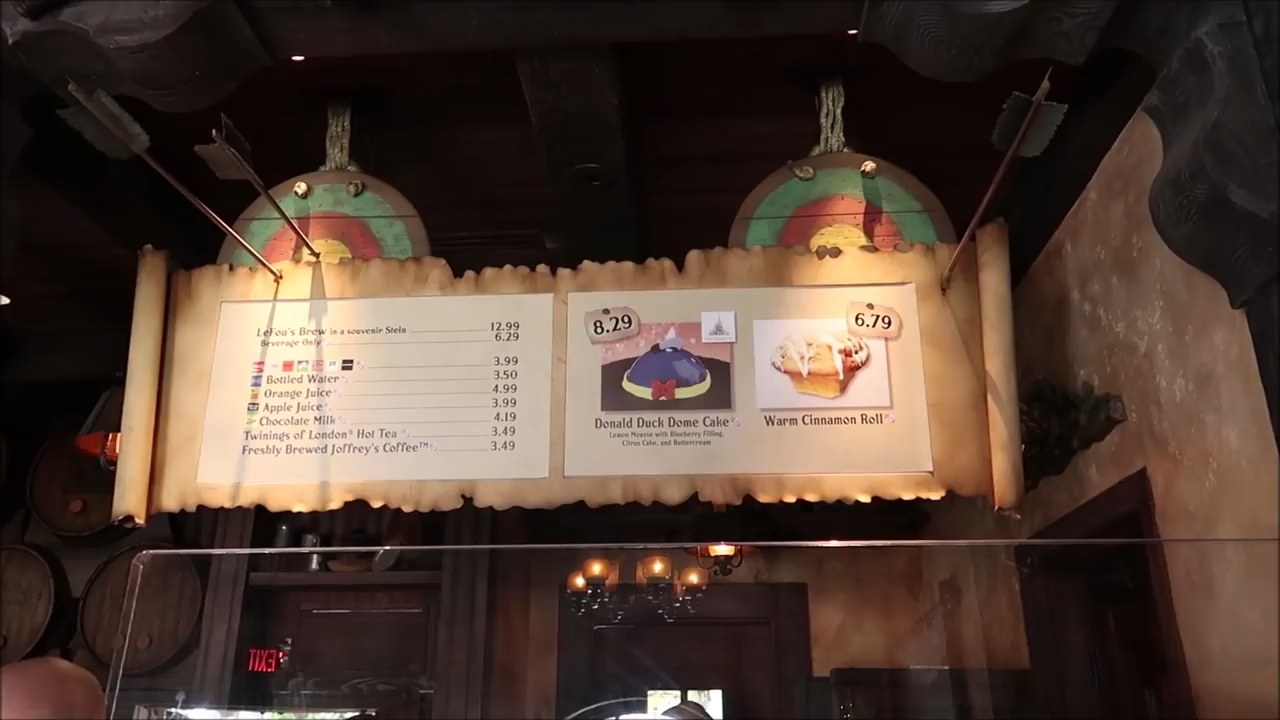 LeFou's Brew in a souvenir Stein 12.99
Beverage Only 6.29
3.99
Bottled Water 3.50
Orange Juice 4.99
Apple Juice 3.99
Chocolate Milk 4.19
Twinings of London® Hot Tea 3.49
Freshly Brewed Joffrey's Coffee™ 3.49
8.29
Donald Duck Dome Cake
Lemon Mousse with Blueberry Filling,
Citrus Cake, and Buttercream
6.79
Warm Cinnamon Roll
EXIT